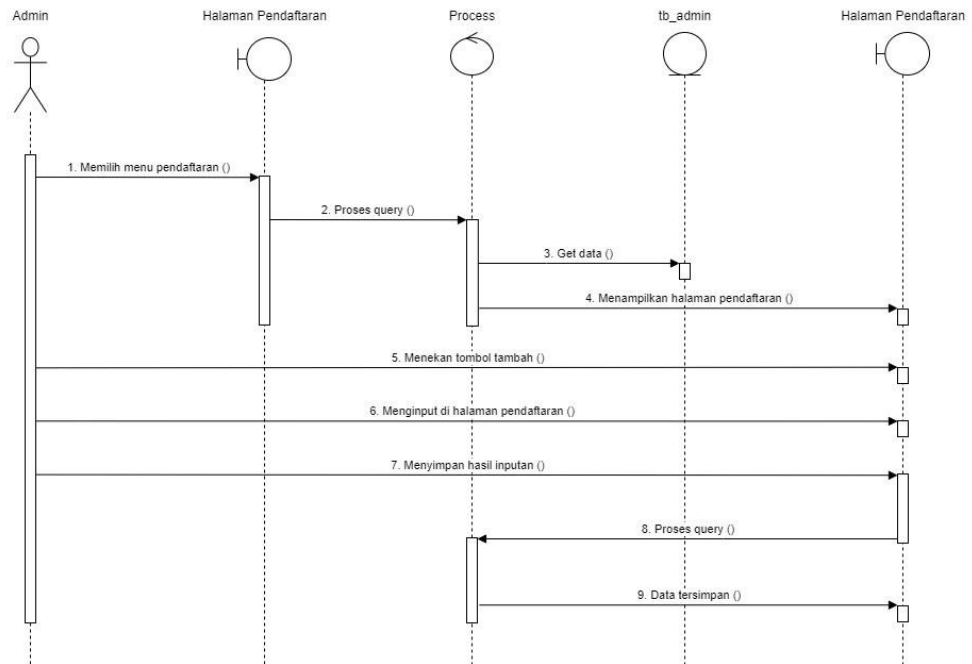 Admin
Halaman Pendaftaran
Process
tb_admin
Halaman Pendaftaran
1. Memilih menu pendaftaran ()
2. Proses query ()
3. Get data ()
4. Menampilkan halaman pendaftaran ()
5. Menekan tombol tambah ()
6. Menginput di halaman pendaftaran ()
7. Menyimpan hasil inputan ()
8. Proses query ()
9. Data tersimpan ()